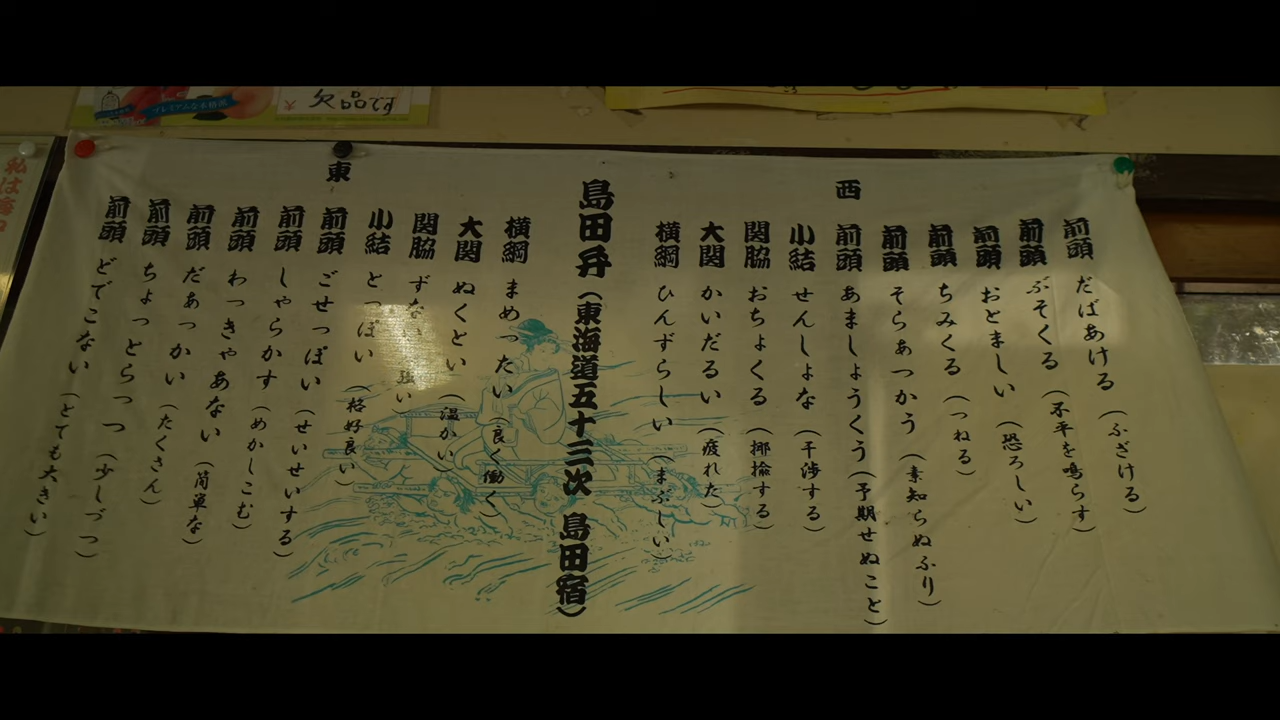 欠品です
プレミアムな本格派
西
前頭 だばあける (ふざける)
前頭 ぶそくる (不平を鳴らす)
前頭 おとましい (恐ろしい)
前頭 ちみくる (つねる)
前頭 そらあつかう (素知らぬふり)
前頭 あましょうくう (予期せぬこと)
小結 せんしょな (干渉する)
関脇 おちょくる (揶揄する)
大関 かいだるい (疲れた)
横綱 ひんずらしい (まぶしい)
島田弁 (東海道五十三次 島田宿)
東
横綱 まめったい (良く働く)
大関 ぬくとい (温かい)
関脇 ずない 強い)
小結 とっぽい (格好良い)
前頭 ごせっぽい (せいせいする)
前頭 しゃらかす (めかしこむ)
前頭 わっきゃあない (簡単な)
前頭 だあっかい (たくさん)
前頭 ちょっとらっつ (少しづつ)
前頭 どでこない (とても大きい)
私は